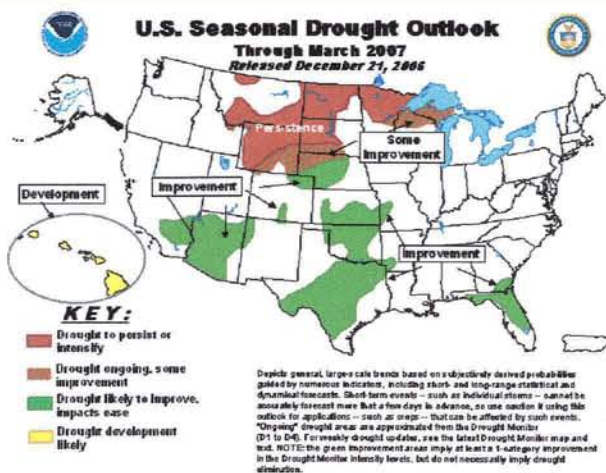 U.S. Seasonal Drought Outlook
Through March 2007
Released December 21, 2006
Persistence
Some
Improvement
Improvement
Development
Improvement
KEY:
Drought to persist or
intensify
Drought ongoing, some
improvement
Drought likely to improve,
impacts ease
Drought development
likely
Depicts general, large-scale trends based on subjectively derived probabilities
guided by numerous indicators, including short- and long-range statistical and
dynamical forecasts. Short-term events -- such as individual storms -- cannot be
accurately forecast more that a few days in advance, so use caution if using this
outlook for applications -- such as crops -- that can be affected by such events.
"Ongoing" drought areas are approximated from the Drought Monitor
(D1 to D4). For weekly drought updates, see the latest Drought Monitor map and
text. NOTE: the green improvement areas imply at least a 1-category improvement
in the Drought Monitor intensity levels, but do not necessarily imply drought
elimination.